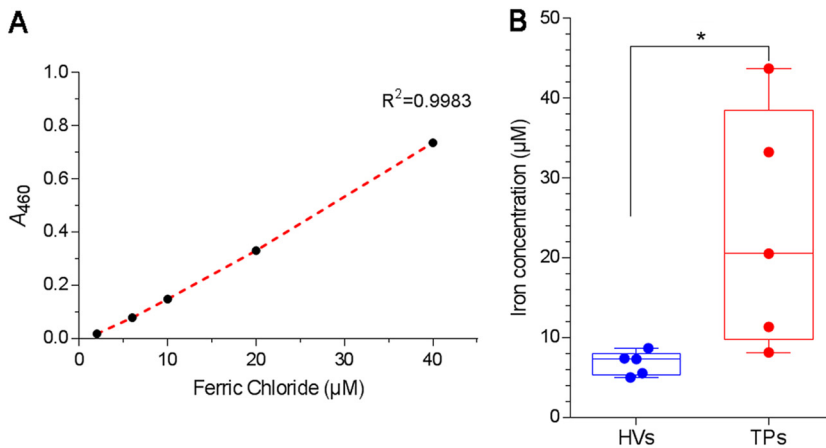 A
R²=0.9983
A460
1.0
0.8
0.6
0.4
0.2
0.0
0 10 20 30 40
Ferric Chloride (µM)
B
*
Iron concentration (µM)
50
40
30
20
10
0
HVs TPs